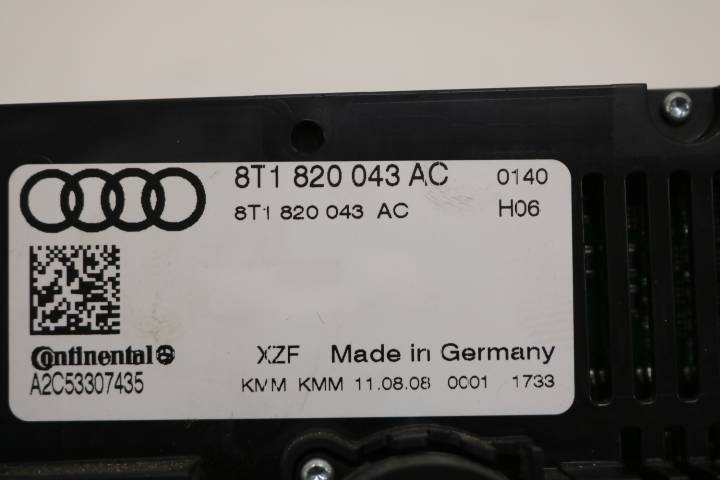 8T1 820 043 AC 0140
8T1 820 043 AC H06
Continental
A2C53307435
XZF Made in Germany
KMM KMM 11.08.08 0001 1733